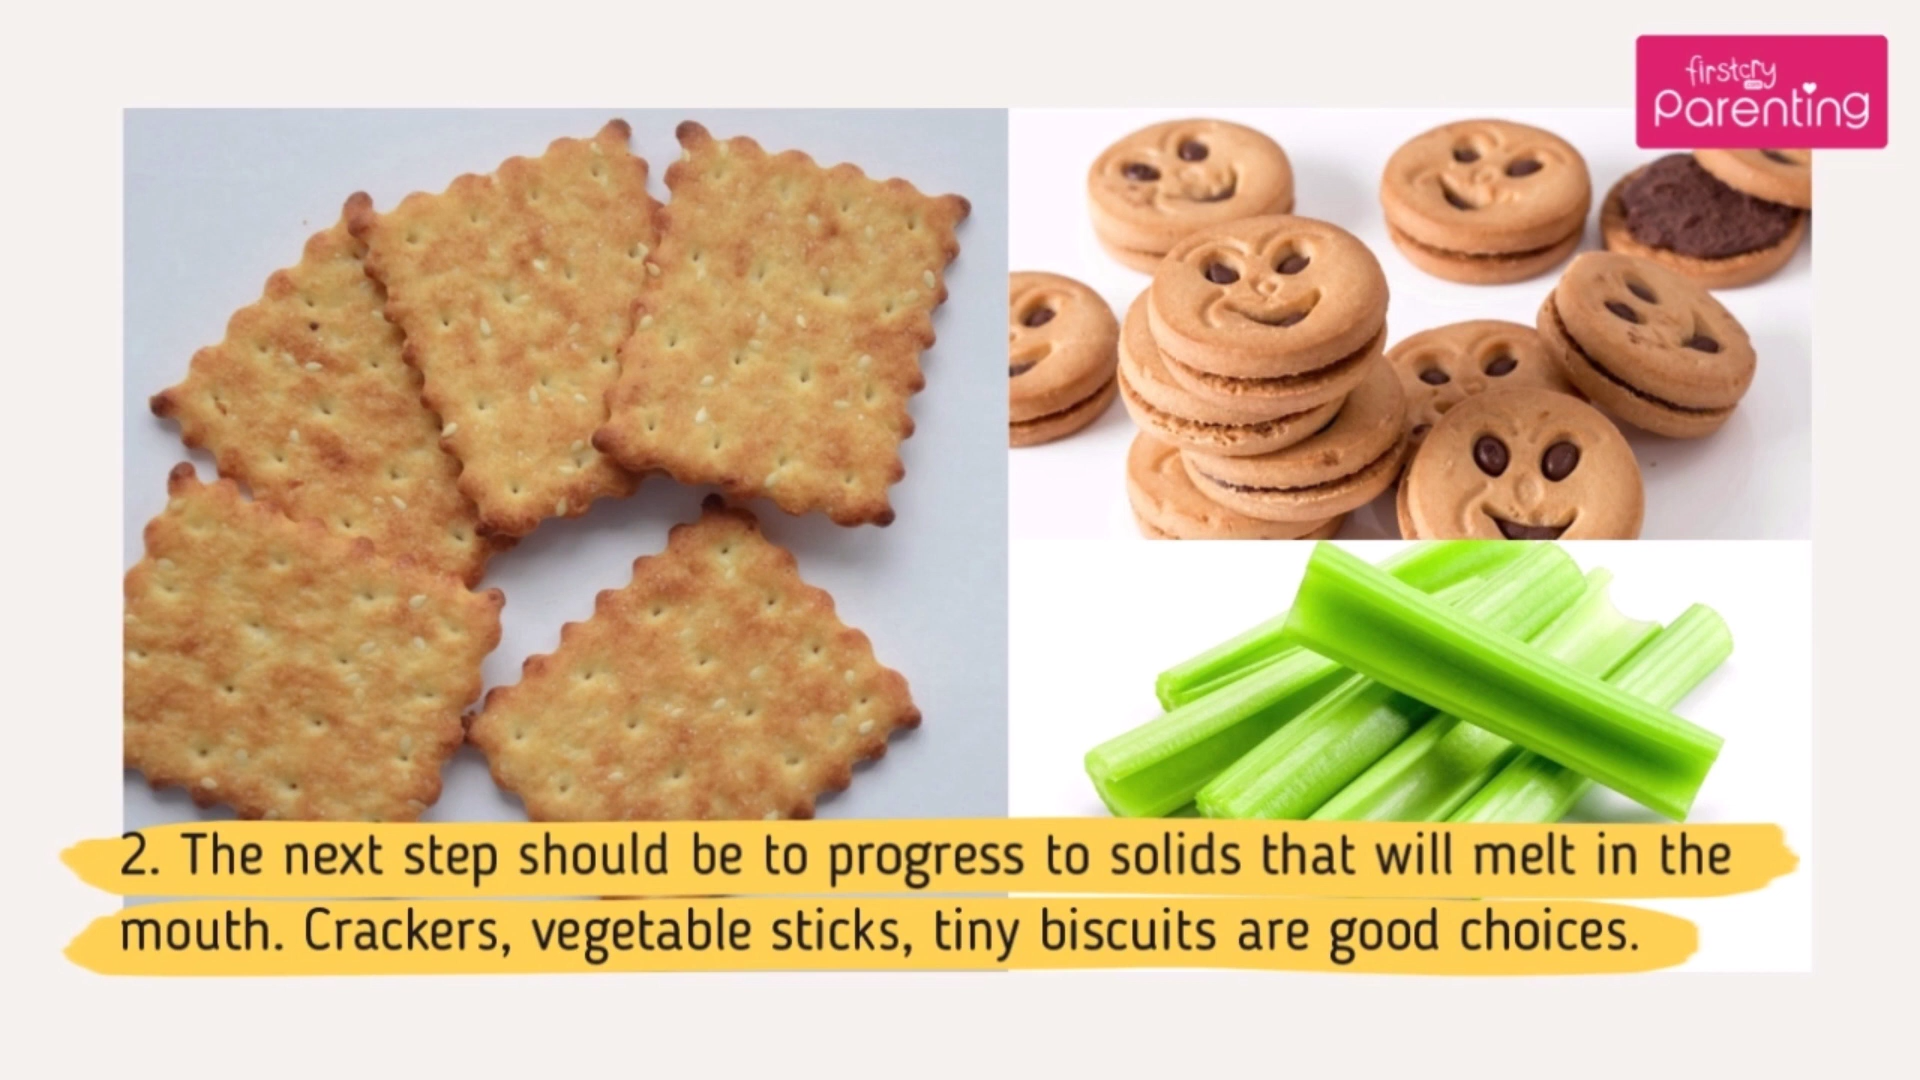 firstcry
.com
Parenting
2. The next step should be to progress to solids that will melt in the
mouth. Crackers, vegetable sticks, tiny biscuits are good choices.